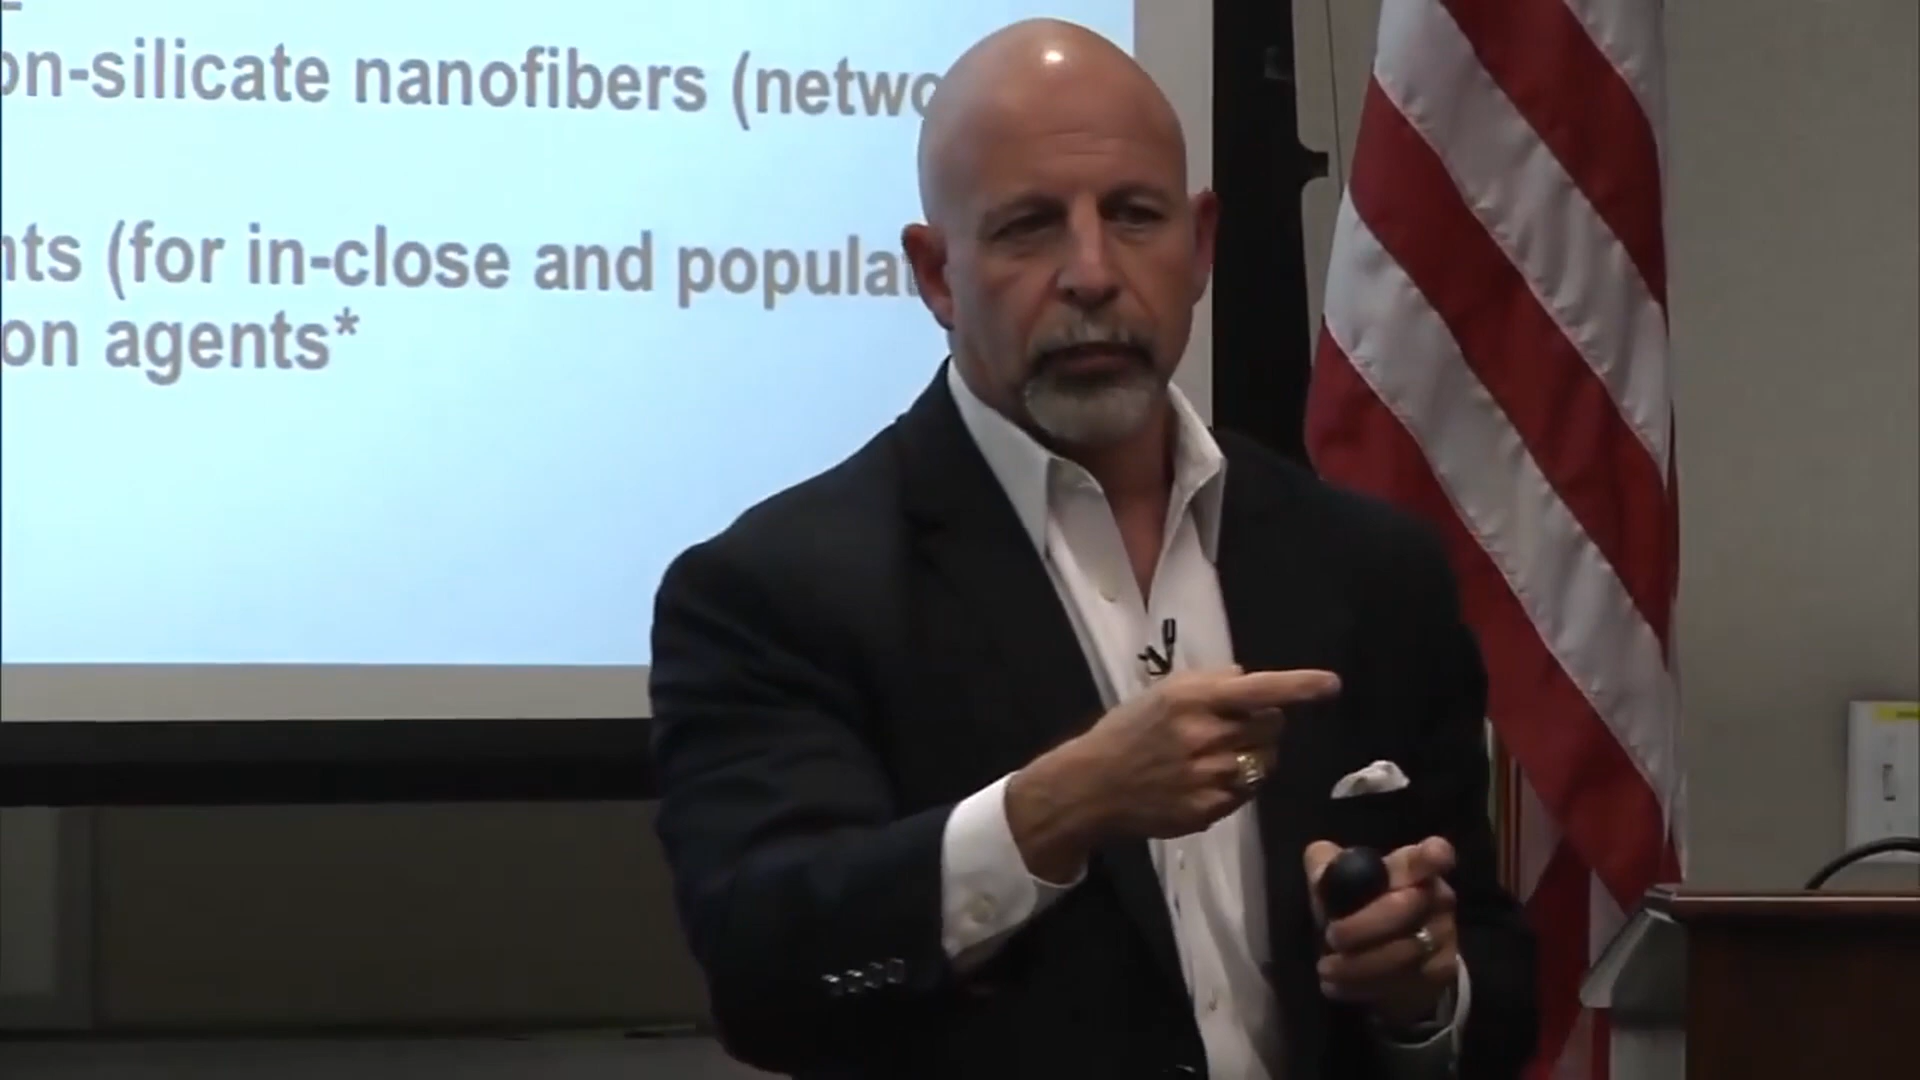 on-silicate nanofibers (netwo
nts (for in-close and populat
on agents*